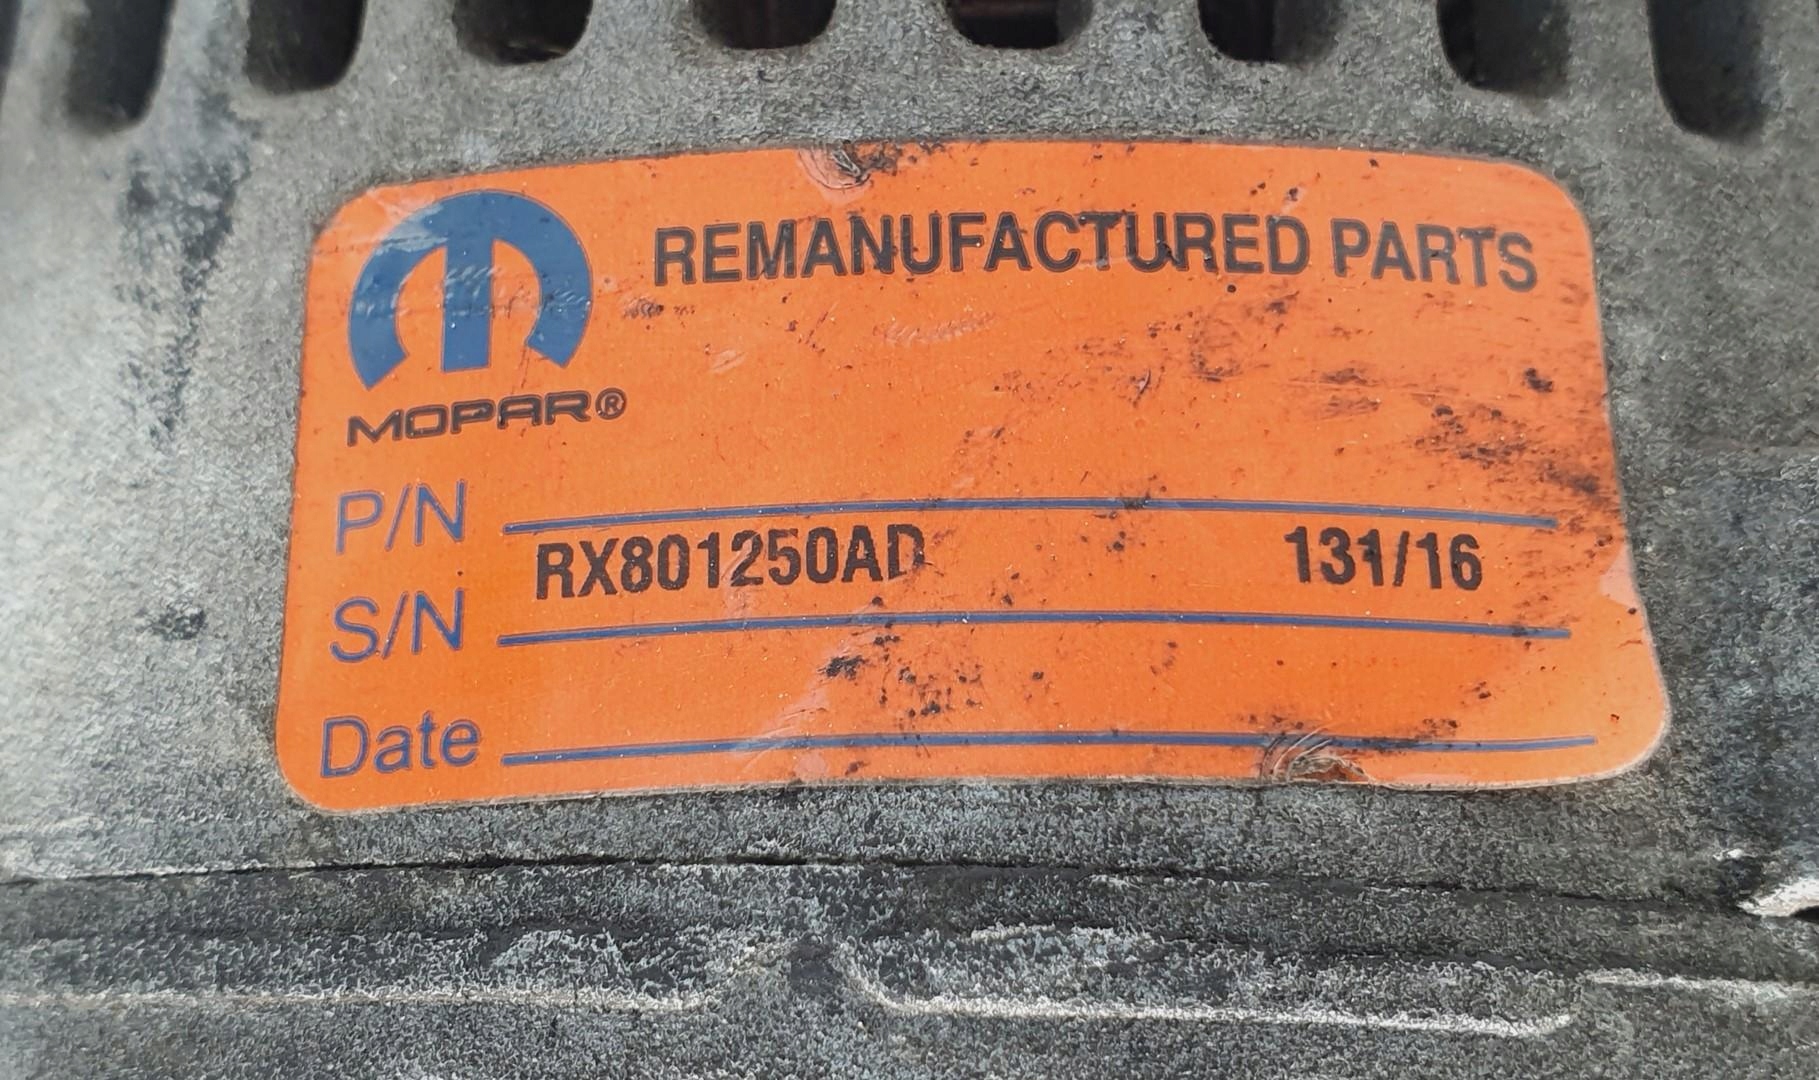 REMANUFACTURED PARTS
MOPAR®
P/N
RX801250AD 131/16
S/N
Date